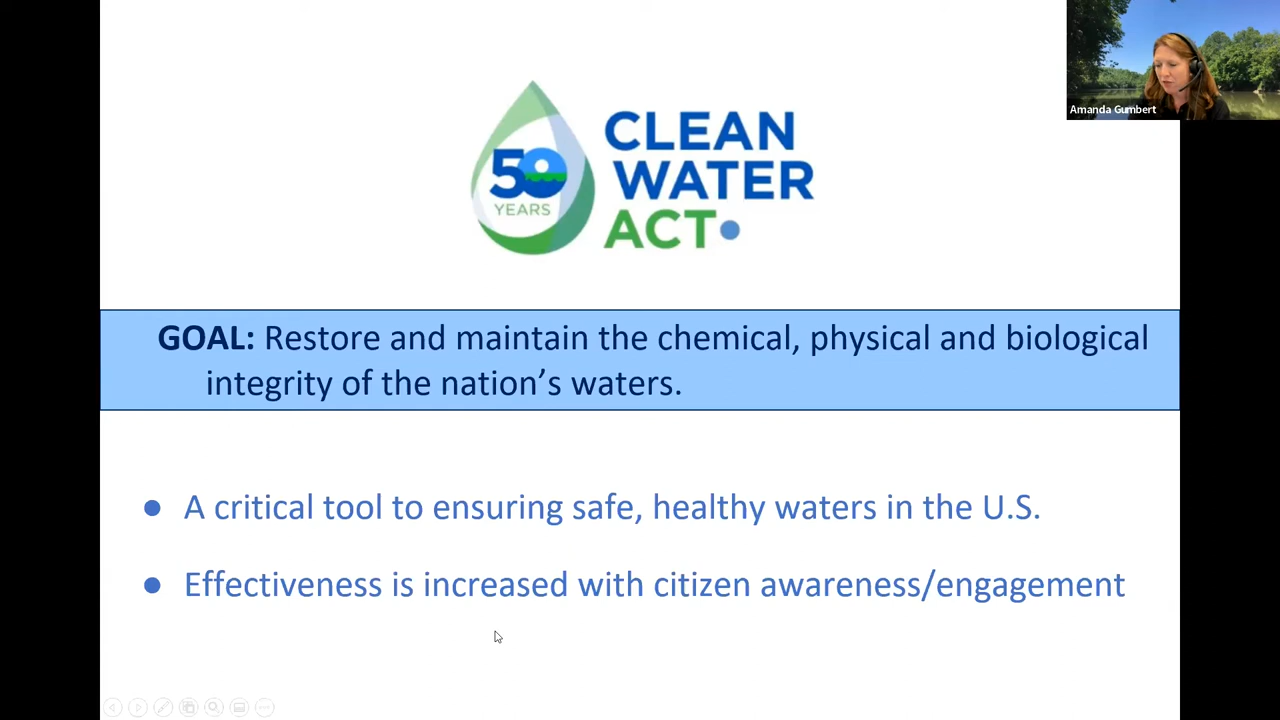 Amanda Gumbert
50
YEARS
CLEAN
WATER
ACT
GOAL: Restore and maintain the chemical, physical and biological
integrity of the nation’s waters.
● A critical tool to ensuring safe, healthy waters in the U.S.
● Effectiveness is increased with citizen awareness/engagement